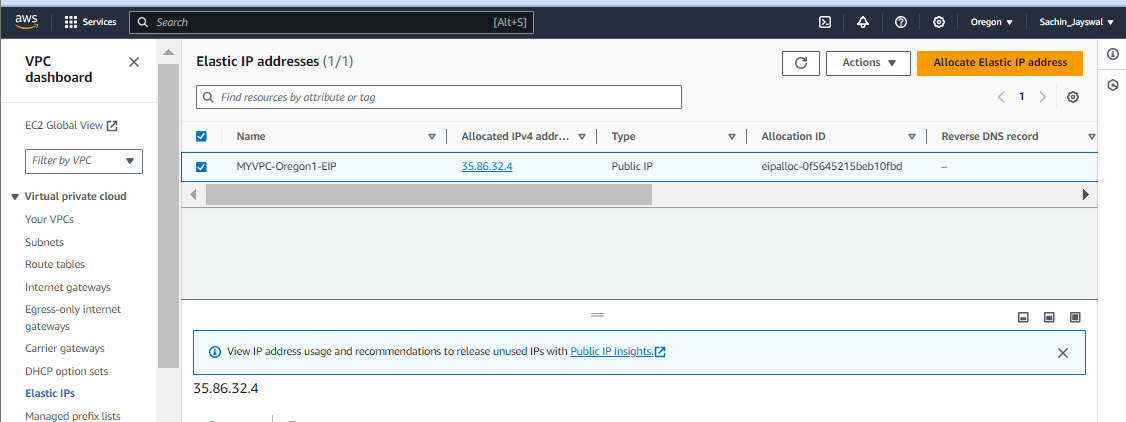 aws Services Search [Alt+S] Oregon Sachin_Jayswal
VPC dashboard
EC2 Global View
Filter by VPC
Virtual private cloud
Your VPCs
Subnets
Route tables
Internet gateways
Egress-only internet
gateways
Carrier gateways
DHCP option sets
Elastic IPs
Managed prefix lists
Elastic IP addresses (1/1)
Actions
Allocate Elastic IP address
Find resources by attribute or tag
1
Name Allocated IPv4 addr... Type Allocation ID Reverse DNS record
MYVPC-Oregon1-EIP 35.86.32.4 Public IP eipalloc-0f5645215beb10fbd –
View IP address usage and recommendations to release unused IPs with Public IP insights.
35.86.32.4